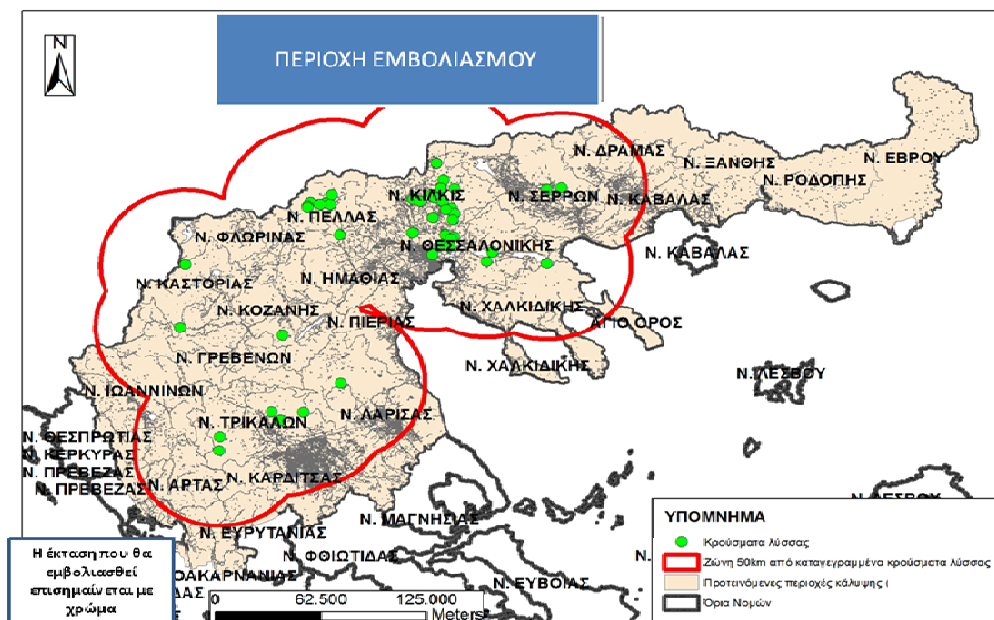 ΠΕΡΙΟΧΗ ΕΜΒΟΛΙΑΣΜΟΥ
N
Ν. ΔΡΑΜΑΣ
Ν. ΞΑΝΘΗΣ
Ν. ΕΒΡΟΥ
Ν. ΡΟΔΟΠΗΣ
Ν. ΚΙΛΚΙΣ
Ν. ΣΕΡΡΩΝ
Ν. ΚΑΒΑΛΑΣ
Ν. ΠΕΛΛΑΣ
Ν. ΦΛΩΡΙΝΑΣ
Ν. ΘΕΣΣΑΛΟΝΙΚΗΣ
Ν. ΚΑΒΑΛΑΣ
Ν. ΚΑΣΤΟΡΙΑΣ
Ν. ΗΜΑΘΙΑΣ
Ν. ΚΟΖΑΝΗΣ
Ν. ΧΑΛΚΙΔΙΚΗΣ
Ν. ΠΙΕΡΙΑΣ
ΑΓΙΟ ΟΡΟΣ
Ν. ΓΡΕΒΕΝΩΝ
Ν. ΧΑΛΚΙΔΙΚΗΣ
Ν. ΛΕΣΒΟΥ
Ν. ΙΩΑΝΝΙΝΩΝ
Ν. ΛΑΡΙΣΑΣ
Ν. ΤΡΙΚΑΛΩΝ
Ν. ΘΕΣΠΡΩΤΙΑΣ
Ν. ΚΕΡΚΥΡΑΣ
Ν. ΠΡΕΒΕΖΑΣ
Ν. ΠΡΕΒΕΖΑΣ
Ν. ΑΡΤΑΣ
Ν. ΚΑΡΔΙΤΣΑΣ
Ν. ΛΕΣΒΟΥ
Ν. ΜΑΓΝΗΣΙΑΣ
Ν. ΕΥΡΥΤΑΝΙΑΣ
Ν. ΦΘΙΩΤΙΔΑΣ
Ν.
ΟΑΚΑΡΝΑΝΙΑΣ
Ν. ΕΥΒΟΙΑΣ
ΔΑΣ
Η έκταση που θα
εμβολιασθεί
επισημαίνεται με
χρώμα
0 62.500 125.000
Meters
ΥΠΟΜΝΗΜΑ
Κρούσματα λύσσας
Ζώνη 50km από καταγεγραμμένα κρούσματα λύσσας
Προτεινόμενες περιοχές κάλυψης (
Όρια Νομών